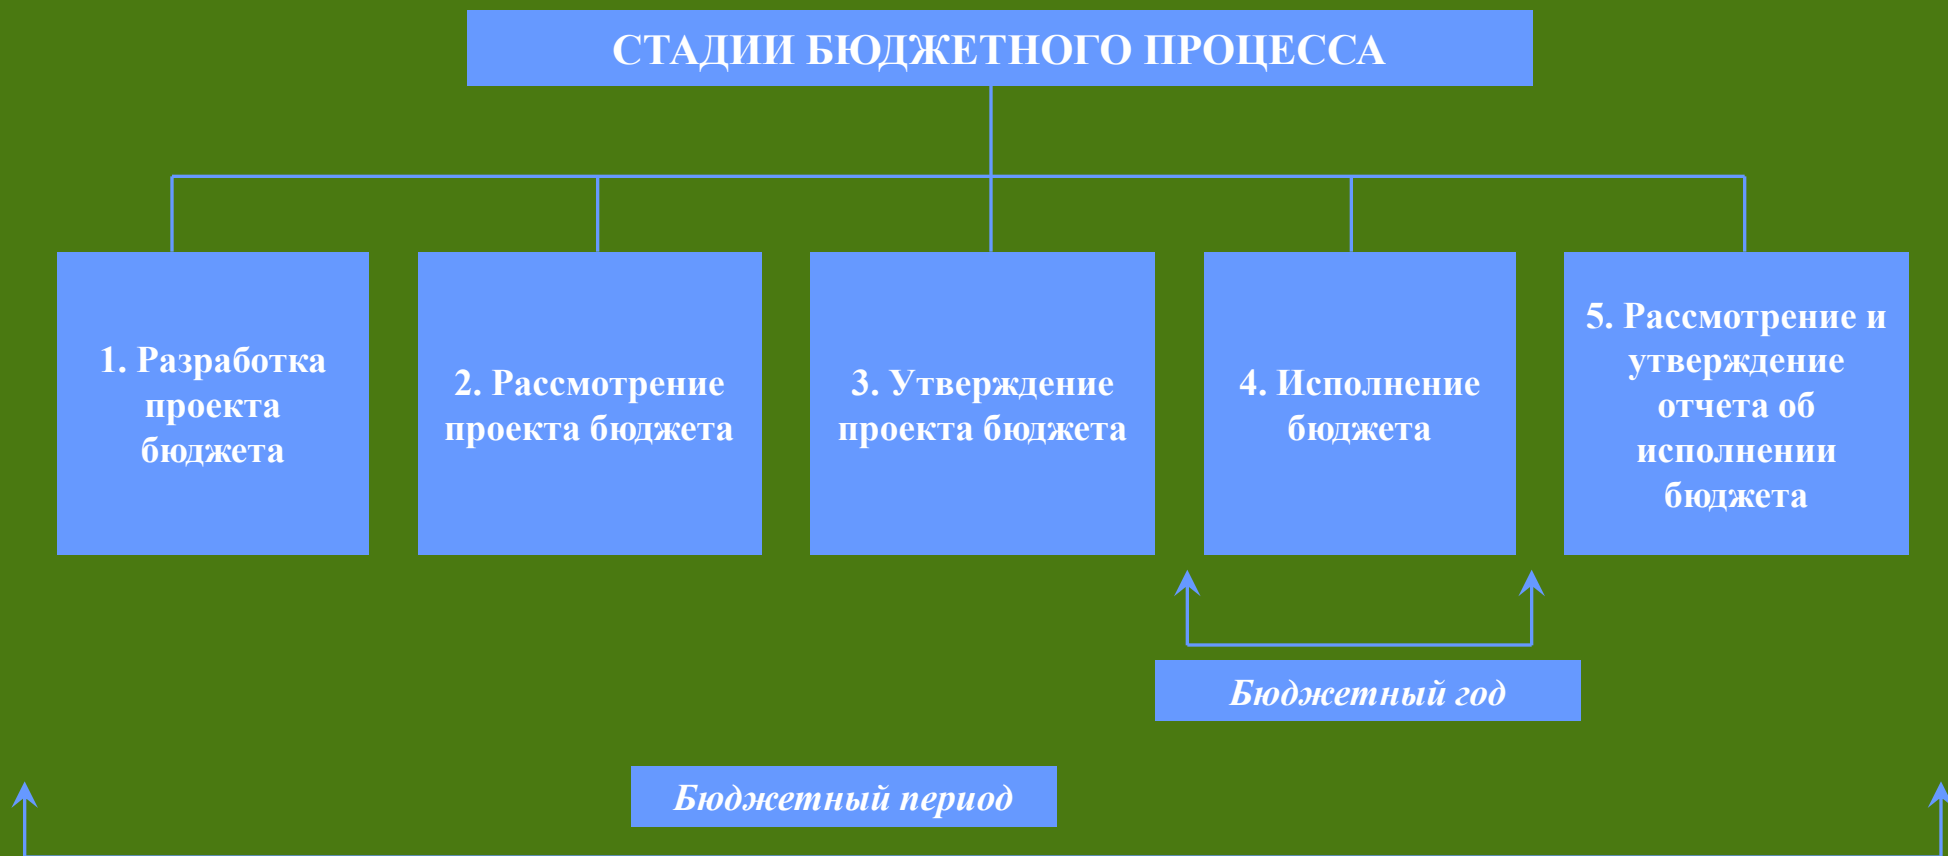 СТАДИИ БЮДЖЕТНОГО ПРОЦЕССА
1. Разработка
проекта
бюджета
2. Рассмотрение
проекта бюджета
3. Утверждение
проекта бюджета
4. Исполнение
бюджета
5. Рассмотрение и
утверждение
отчета об
исполнении
бюджета
Бюджетный год
Бюджетный период